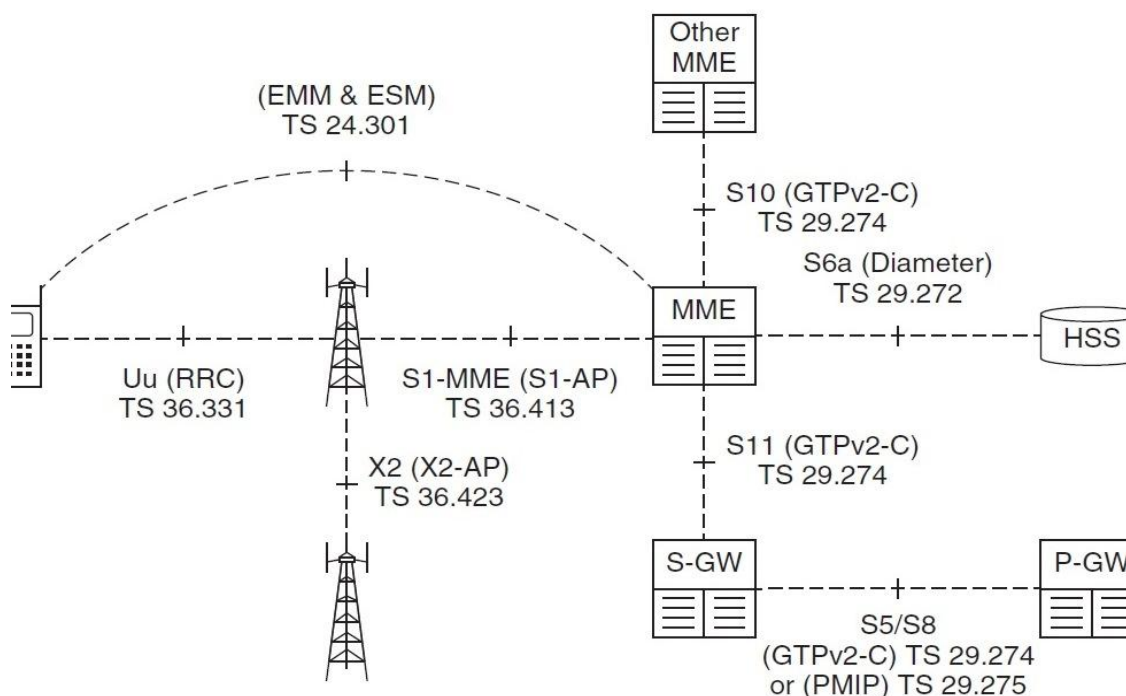 Other
MME
(EMM & ESM)
TS 24.301
S10 (GTPv2-C)
TS 29.274
S6a (Diameter)
TS 29.272
MME
HSS
Uu (RRC)
TS 36.331
S1-MME (S1-AP)
TS 36.413
S11 (GTPv2-C)
TS 29.274
X2 (X2-AP)
TS 36.423
S-GW
P-GW
S5/S8
(GTPv2-C) TS 29.274
or (PMIP) TS 29.275